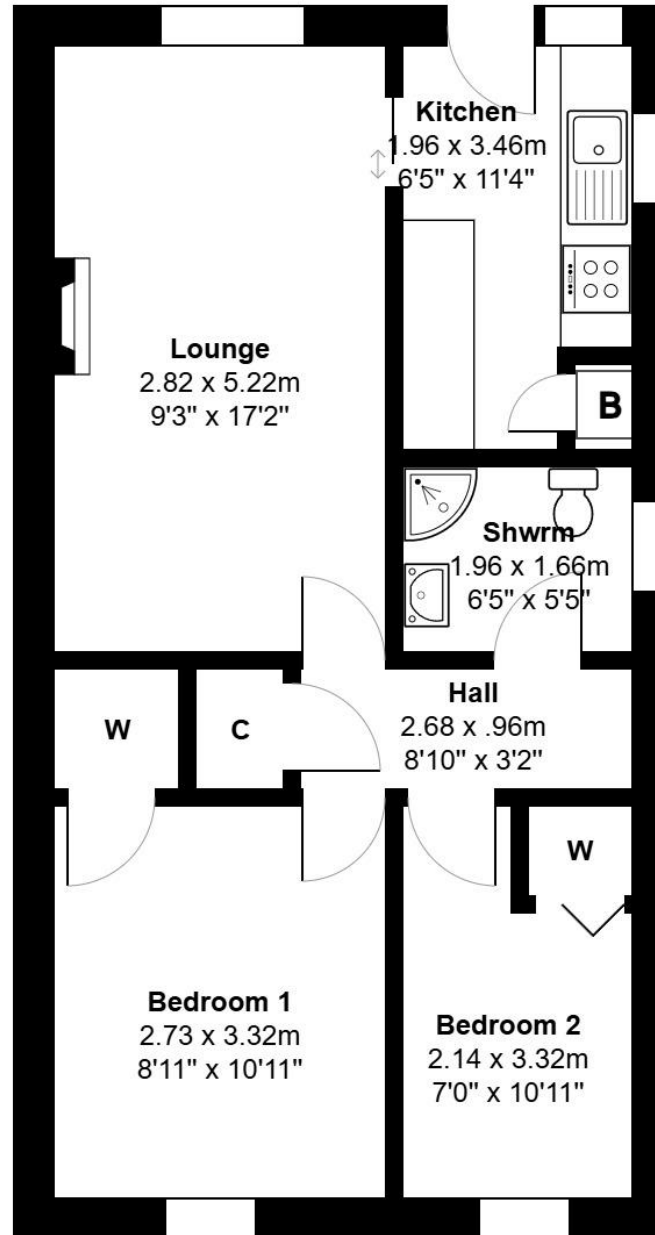 Kitchen
1.96 x 3.46m
6'5" x 11'4"
Lounge
2.82 x 5.22m
9'3" x 17'2"
B
Shwrm
1.96 x 1.66m
6'5" x 5'5"
W
C
Hall
2.68 x .96m
8'10" x 3'2"
W
Bedroom 1
2.73 x 3.32m
8'11" x 10'11"
Bedroom 2
2.14 x 3.32m
7'0" x 10'11"